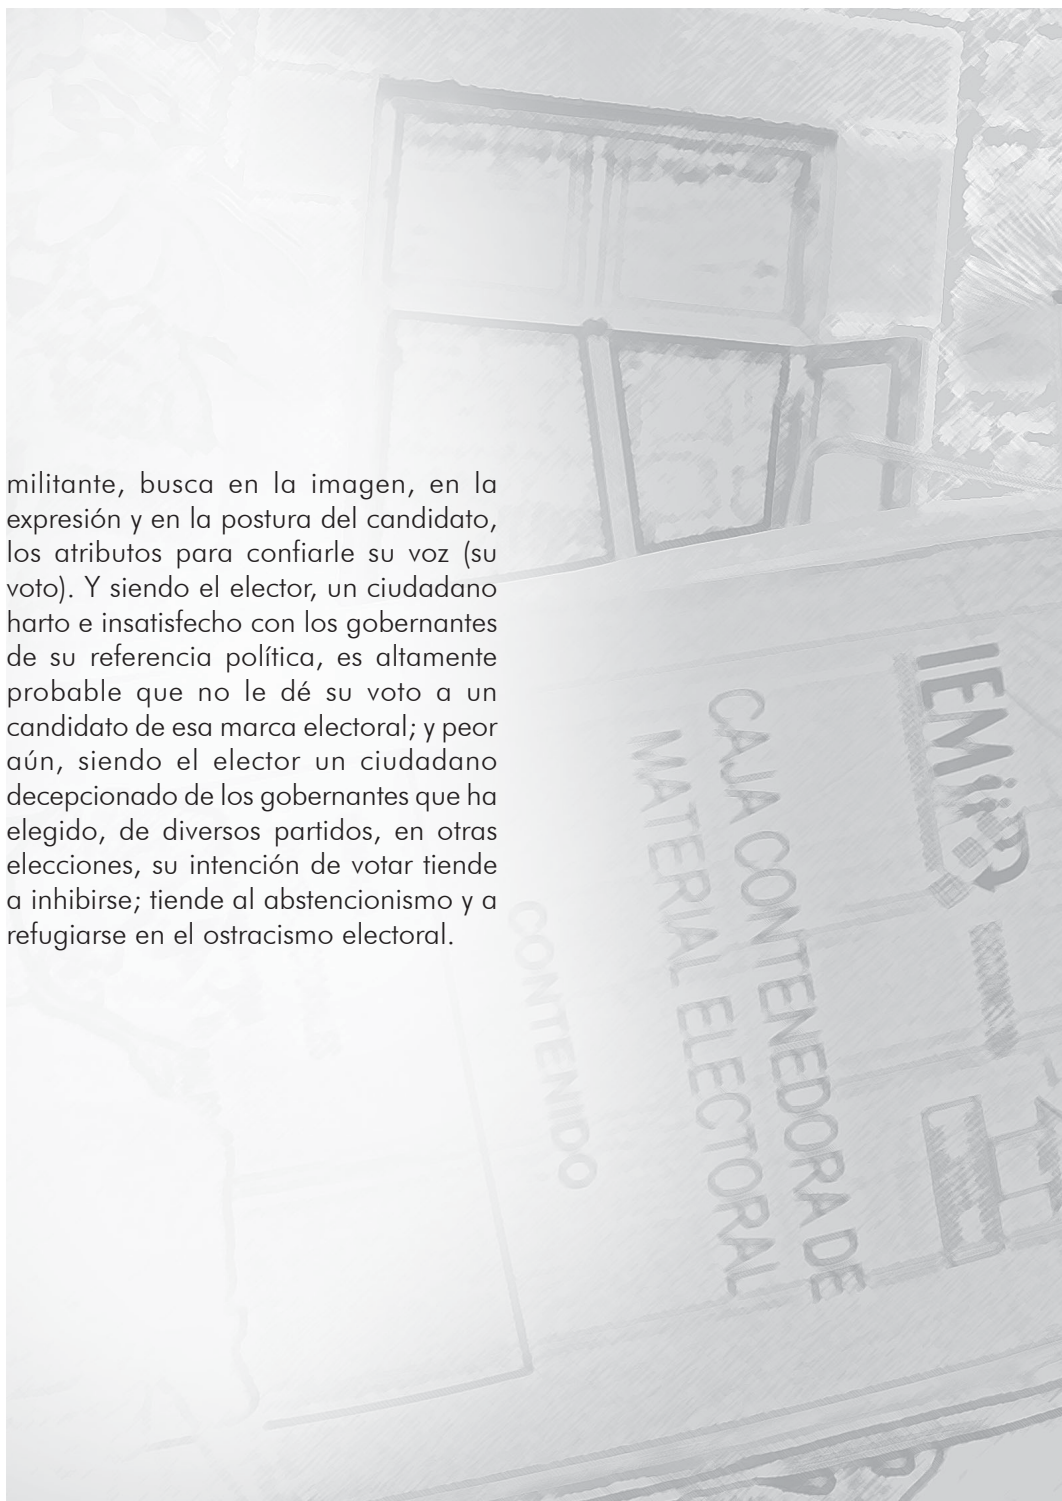 militante, busca en la imagen, en la
expresión y en la postura del candidato,
los atributos para confiarle su voz (su
voto). Y siendo el elector, un ciudadano
harto e insatisfecho con los gobernantes
de su referencia política, es altamente
probable que no le dé su voto a un
candidato de esa marca electoral; y peor
aún, siendo el elector un ciudadano
decepcionado de los gobernantes que ha
elegido, de diversos partidos, en otras
elecciones, su intención de votar tiende
a inhibirse; tiende al abstencionismo y a
refugiarse en el ostracismo electoral.
IEM
CAJA CONTENEDORA DE
MATERIAL ELECTORAL
CONTENIDO